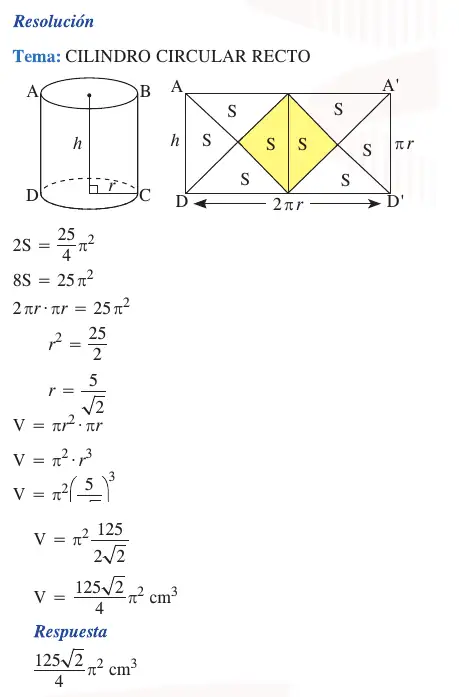 Resolución
Tema: CILINDRO CIRCULAR RECTO
A B
h
r
D C
A A'
S S
h S S S S πr
S S
D 2πr D'
2S = 25/4 π²
8S = 25π²
2πr·πr = 25π²
r² = 25/2
r = 5/√2
V = πr²·πr
V = π²·r³
V = π²(5/√ )³
V = π² 125/2√2
V = 125√2/4 π² cm³
Respuesta
125√2/4 π² cm³